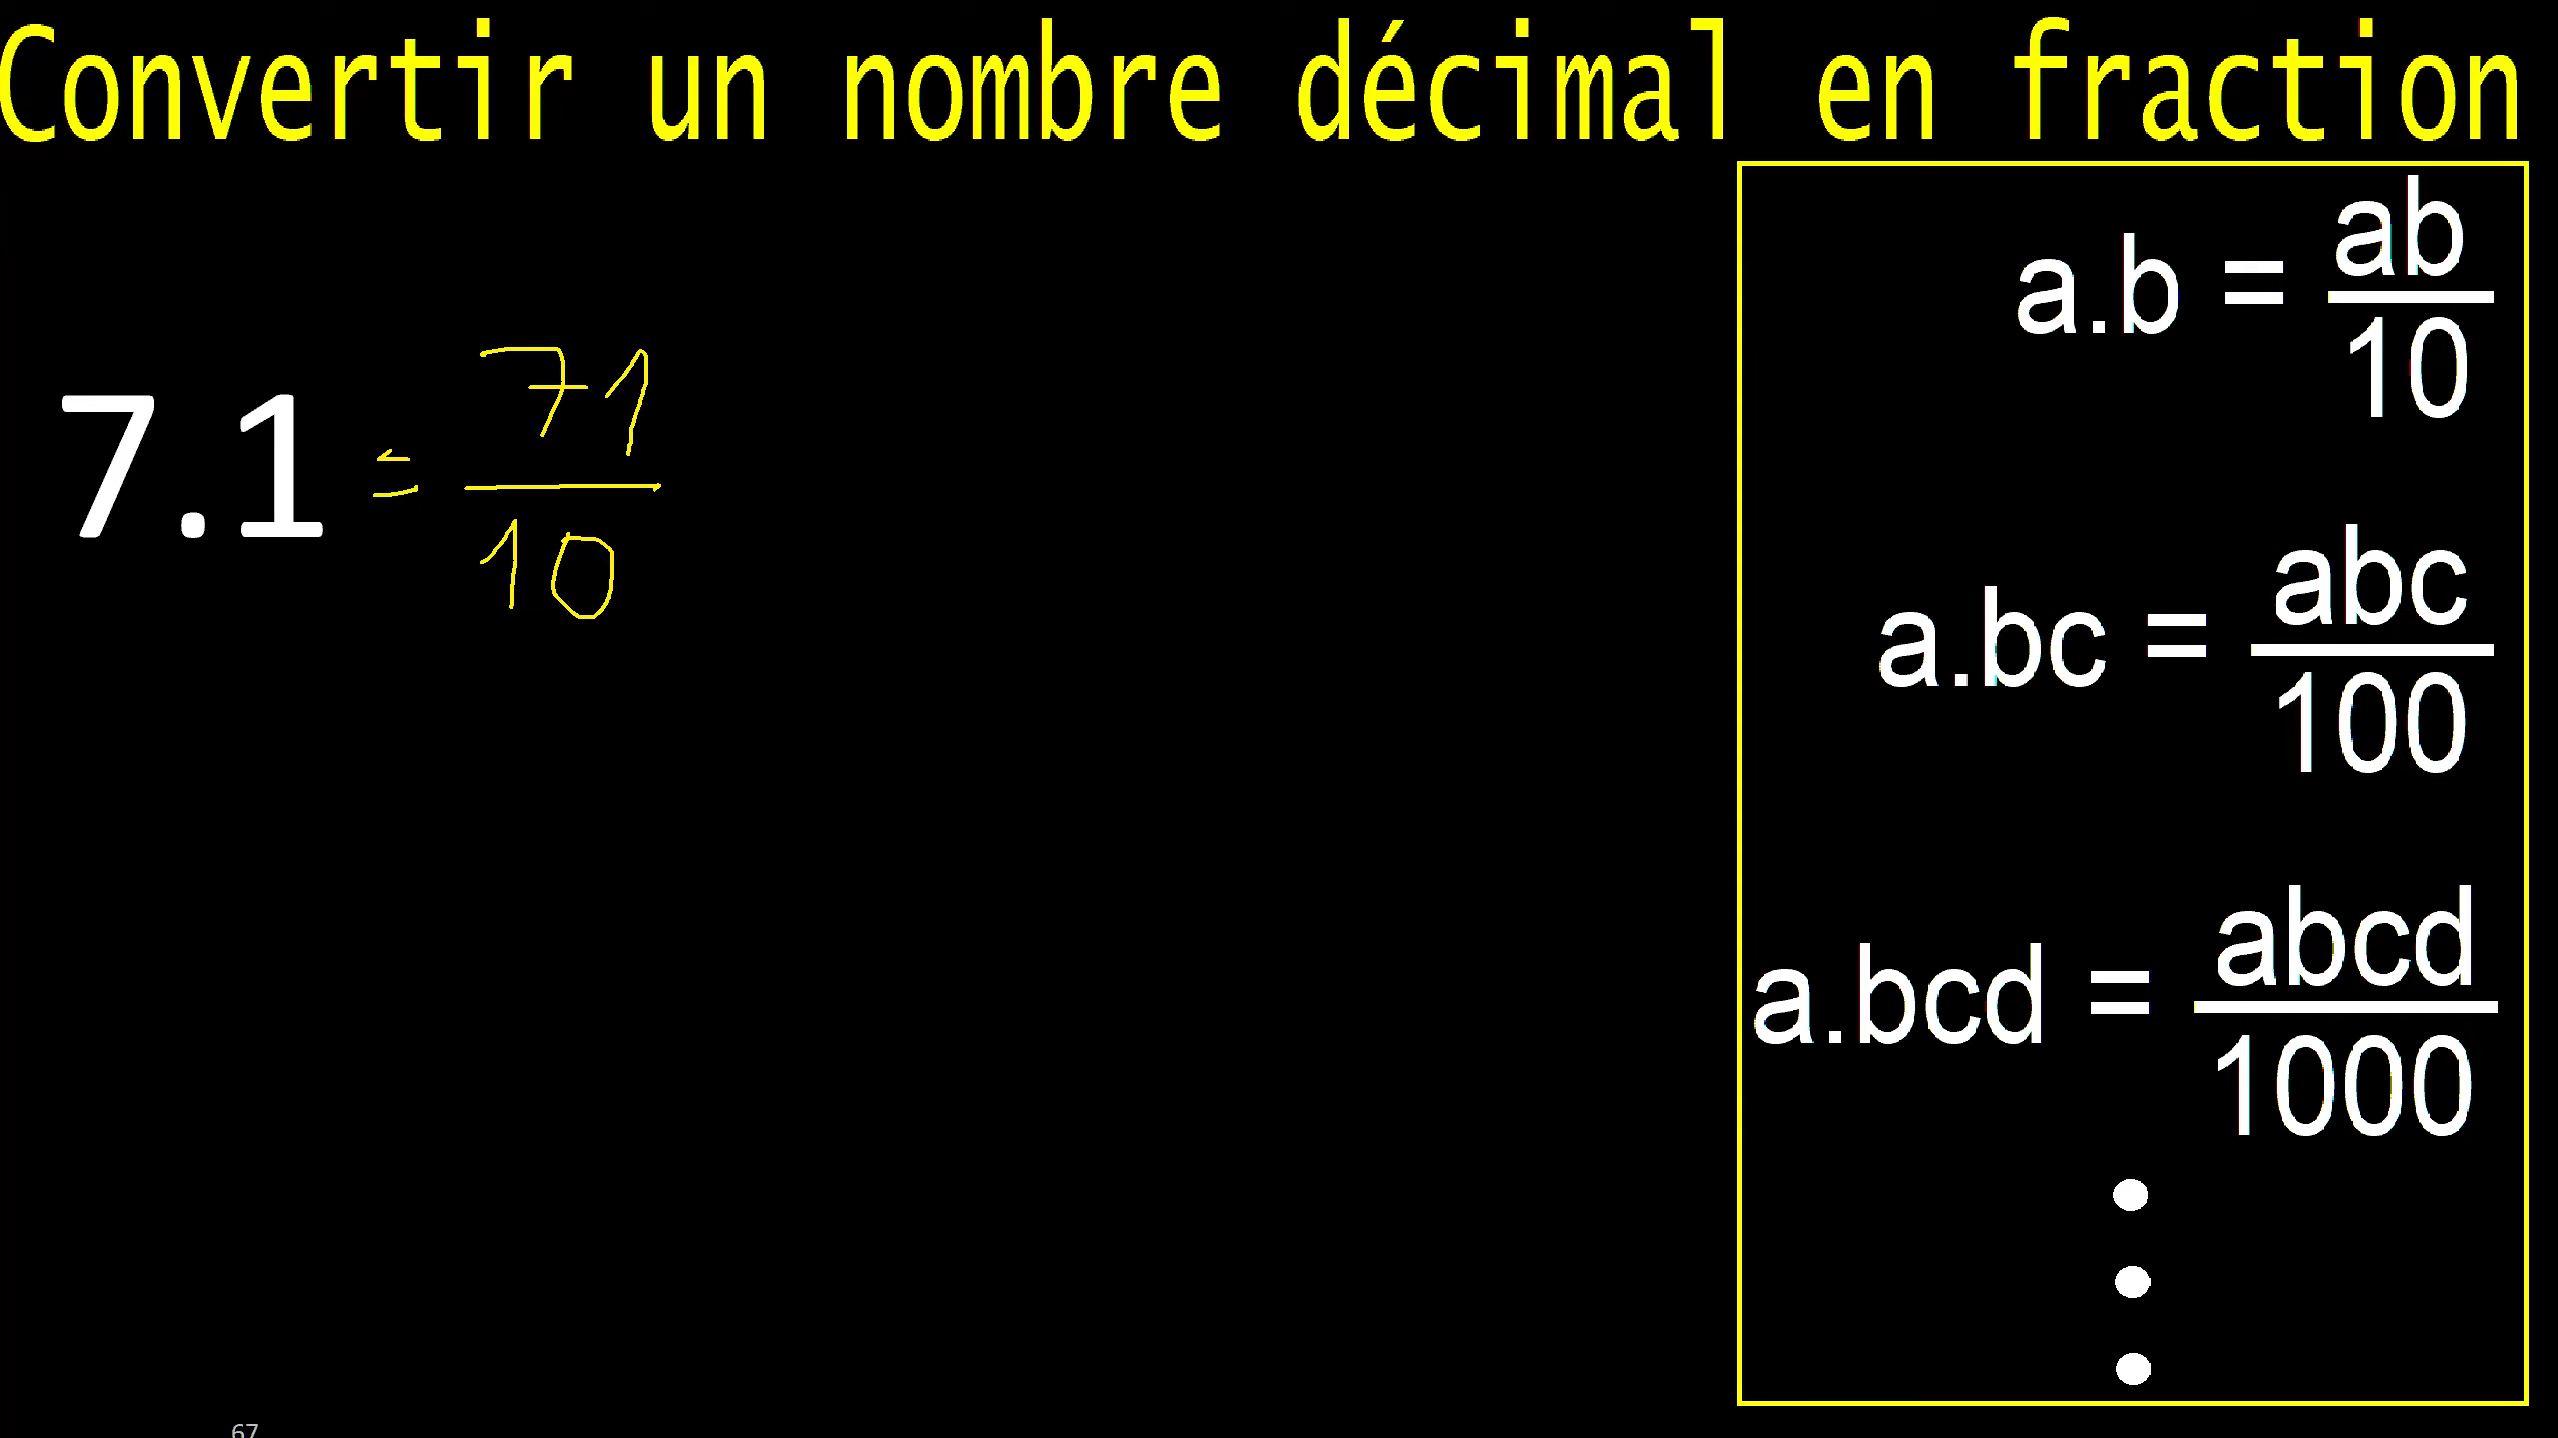 Convertir un nombre décimal en fraction
7.1 = 71/10
a.b = ab/10
a.bc = abc/100
a.bcd = abcd/1000
67